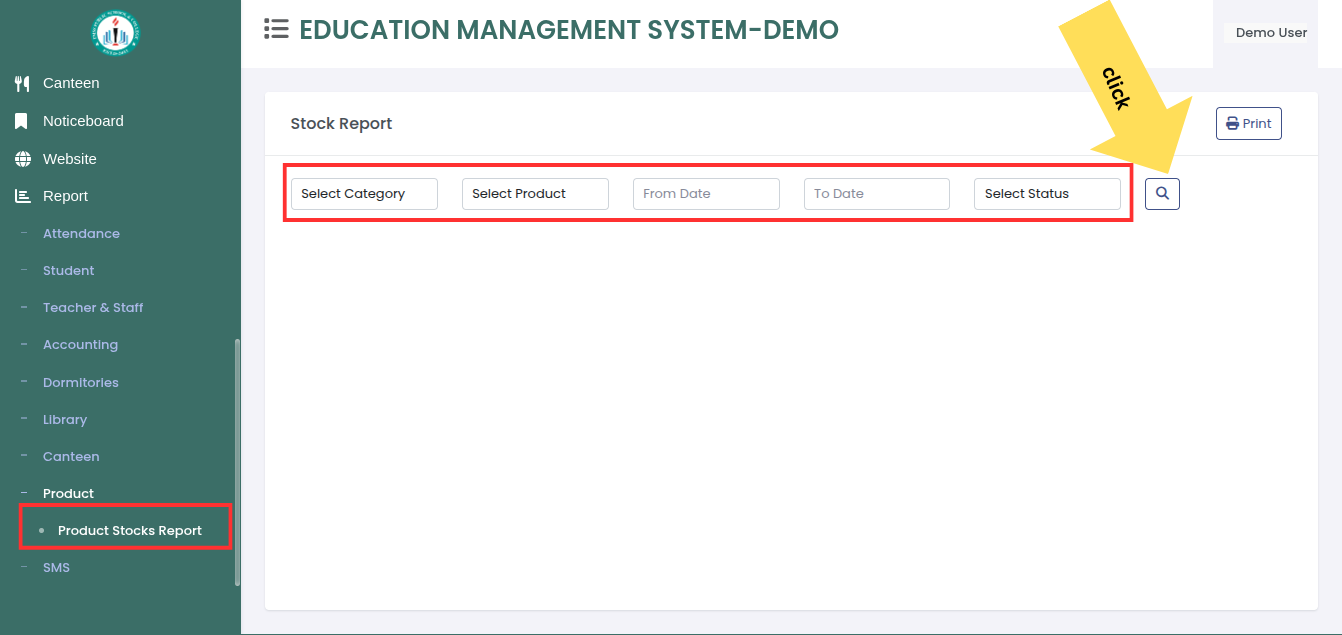 EDUCATION MANAGEMENT SYSTEM-DEMO
Demo User
click
Canteen
Noticeboard
Website
Report
Attendance
Student
Teacher & Staff
Accounting
Dormitories
Library
Canteen
Product
Product Stocks Report
SMS
Stock Report
Print
Select Category
Select Product
From Date
To Date
Select Status